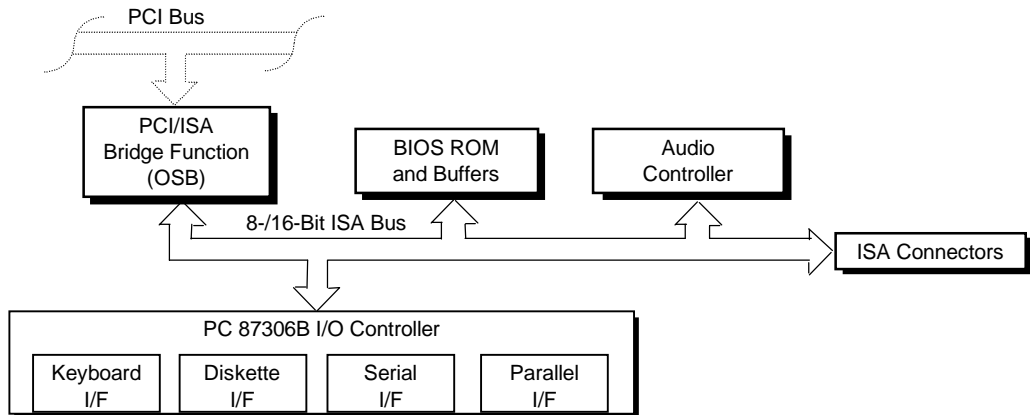 PCI Bus
PCI/ISA
Bridge Function
(OSB)
BIOS ROM
and Buffers
Audio
Controller
8-/16-Bit ISA Bus
ISA Connectors
PC 87306B I/O Controller
Keyboard
I/F
Diskette
I/F
Serial
I/F
Parallel
I/F